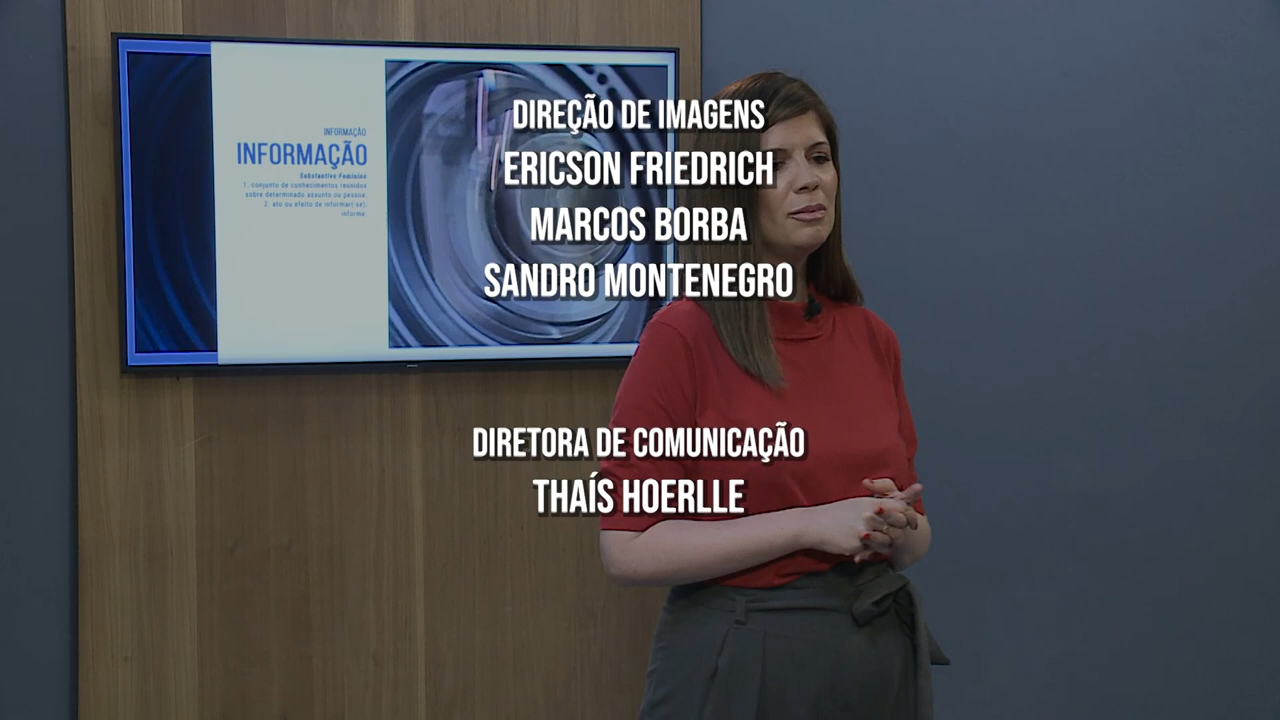 INFORMAÇÃO
INFORMAÇÃO
Substantivo Feminino
1. conjunto de conhecimentos reunidos
sobre determinado assunto ou pessoa.
2. ato ou efeito de informar(-se),
informe.
DIREÇÃO DE IMAGENS
ERICSON FRIEDRICH
MARCOS BORBA
SANDRO MONTENEGRO
DIRETORA DE COMUNICAÇÃO
THAÍS HOERLLE